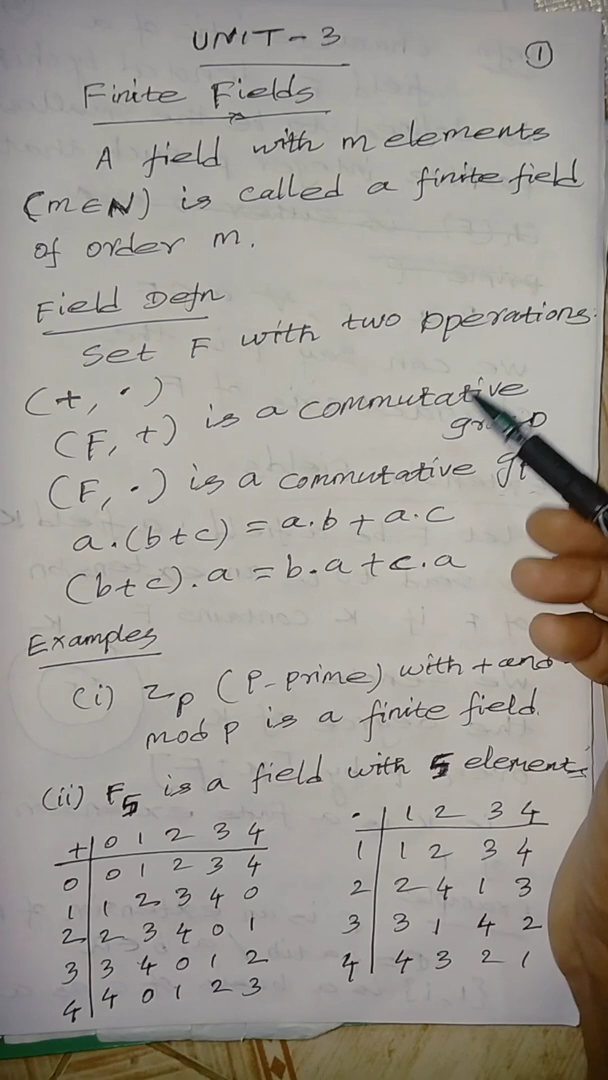 UNIT-3
1
Finite Fields
A field with m elements
(m∈N) is called a finite field
of order m.
Field Defn
Set F with two operations.
(+, ·)
(F, +) is a commutative
group
(F, ·) is a commutative
a.(b+c) = a.b + a.c
(b+c).a = b.a + c.a
Examples
(i) Zp (P-prime) with + and
mod p is a finite field.
(ii) F5 is a field with 5 elements
+ | 0 1 2 3 4
0 | 0 1 2 3 4
1 | 1 2 3 4 0
2 | 2 3 4 0 1
3 | 3 4 0 1 2
4 | 4 0 1 2 3
· | 1 2 3 4
1 | 1 2 3 4
2 | 2 4 1 3
3 | 3 1 4 2
4 | 4 3 2 1